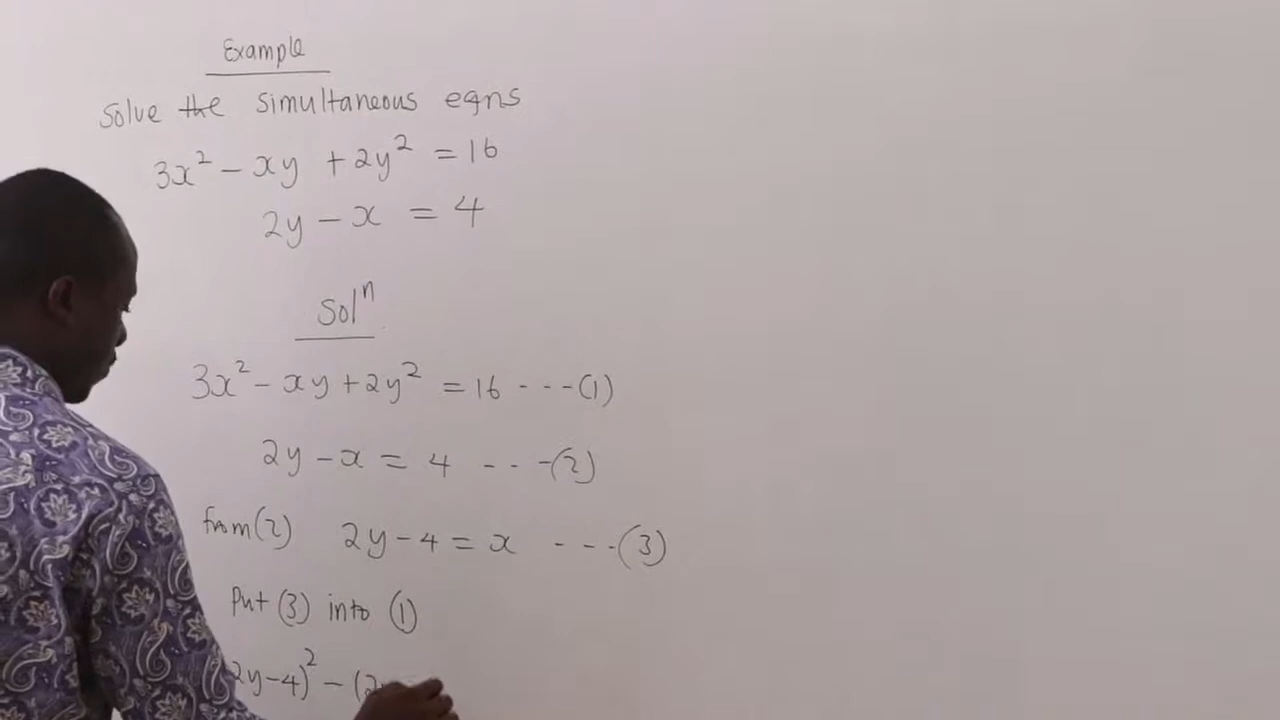 Example
Solve the simultaneous eqns
3x² - xy + 2y² = 16
2y - x = 4
Solⁿ
3x² - xy + 2y² = 16 ---(1)
2y - x = 4 ---(2)
from(2) 2y - 4 = x ---(3)
Put (3) into (1)
2y-4)² - (2